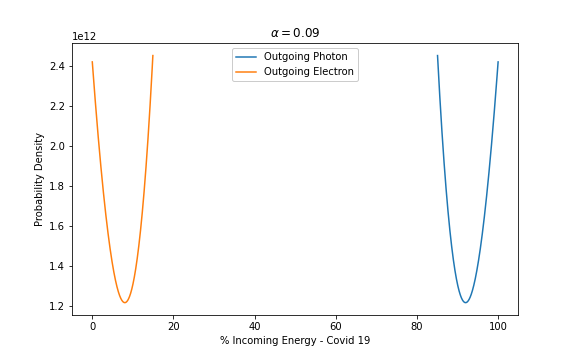 α = 0.09
1e12
Outgoing Photon
Outgoing Electron
2.4
2.2
2.0
1.8
1.6
1.4
1.2
Probability Density
0 20 40 60 80 100
% Incoming Energy - Covid 19